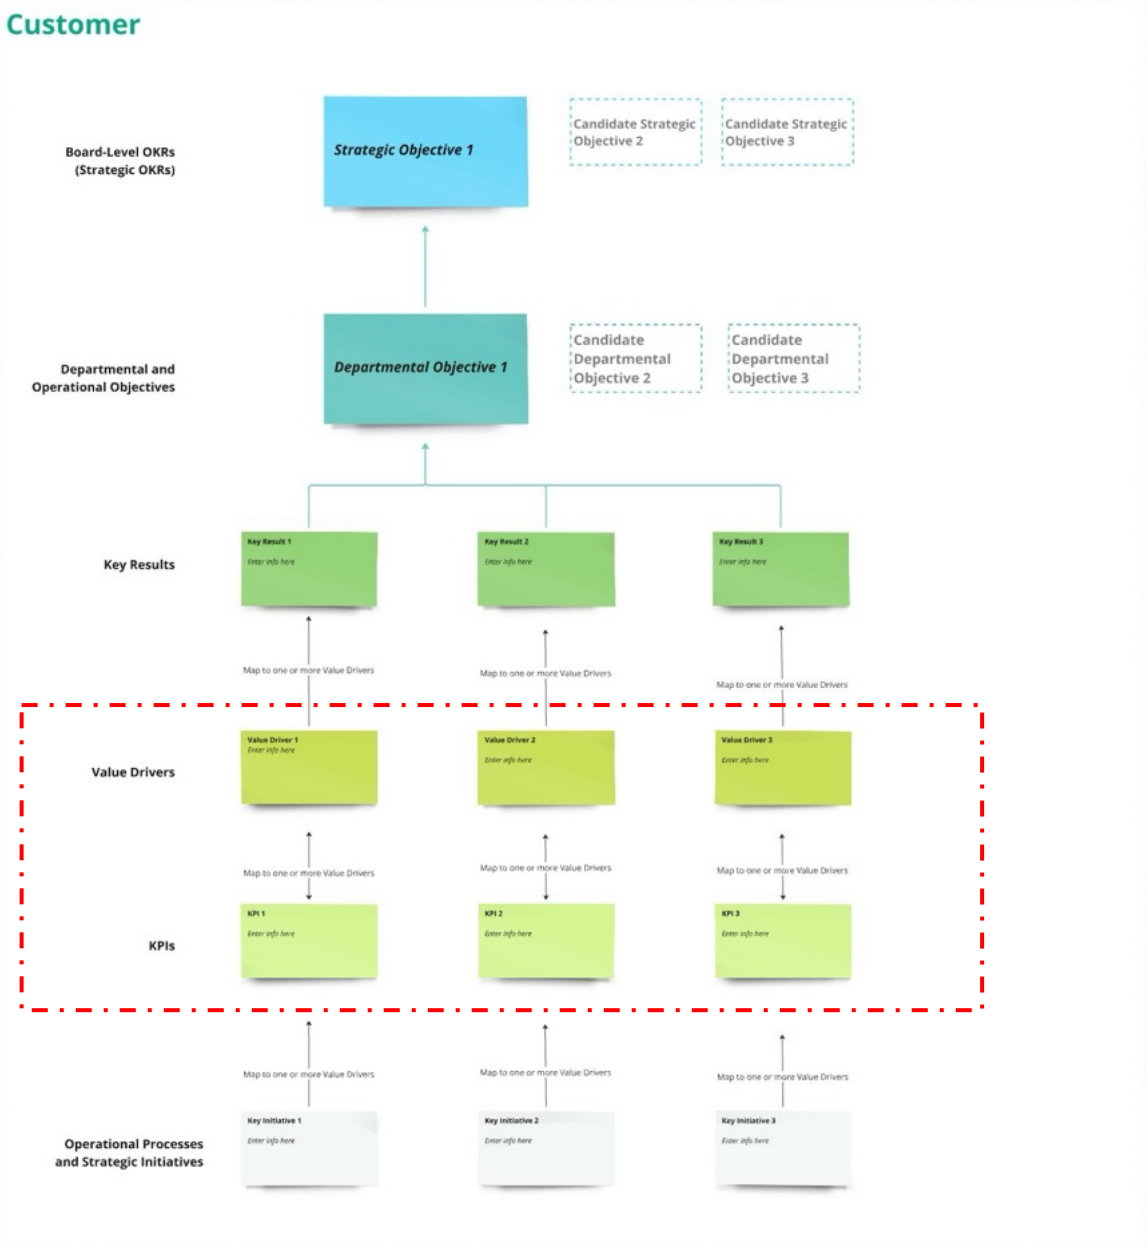 Customer
Board-Level OKRs
(Strategic OKRs)
Strategic Objective 1
Candidate Strategic
Objective 2
Candidate Strategic
Objective 3
Departmental and
Operational Objectives
Departmental Objective 1
Candidate
Departmental
Objective 2
Candidate
Departmental
Objective 3
Key Results
Key Result 1
Enter info here
Key Result 2
Enter info here
Key Result 3
Enter info here
Map to one or more Value Drivers
Map to one or more Value Drivers
Map to one or more Value Drivers
Value Drivers
Value Driver 1
Enter info here
Value Driver 2
Enter info here
Value Driver 3
Enter info here
Map to one or more Value Drivers
Map to one or more Value Drivers
Map to one or more Value Drivers
KPIs
KPI 1
Enter info here
KPI 2
Enter info here
KPI 3
Enter info here
Map to one or more Value Drivers
Map to one or more Value Drivers
Map to one or more Value Drivers
Operational Processes
and Strategic Initiatives
Key Initiative 1
Enter info here
Key Initiative 2
Enter info here
Key Initiative 3
Enter info here